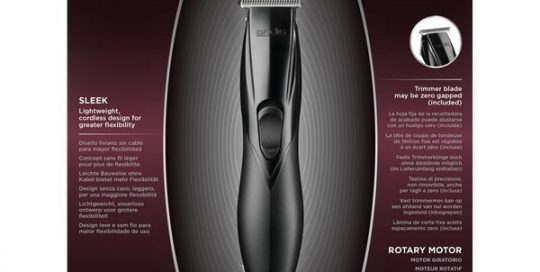 andis
SLEEK
Lightweight,
cordless design for
greater flexibility
Diseño liviano sin cable
para mayor flexibilidad
Concept sans fil léger
pour plus de flexibilité
Leichte Bauweise ohne
Kabel bietet mehr Flexibilität
Design senza cavo, leggero,
per una maggiore flessibilità
Lichtgewicht, snoerloos
ontwerp voor grotere
flexibiliteit
Design leve e sem fio para
maior flexibilidade de uso
Trimmer blade
may be zero gapped
(included)
La hoja fija de la recortadora
de acabado puede ajustarse
con un huelgo cero (incluida)
La tête de coupe de tondeuse
de finition fixe est réglable
à un écart zéro (incluse)
Feste Trimmerklinge auch
ohne Abstände möglich
(im Lieferumfang enthalten)
Testina di precisione,
non rimovibile, anche
per tagli a zero (inclusa)
Vast trimmermes kan op
een afstand van nul worden
ingesteld (inbegrepen)
Lâmina de corte fixa aceita
espaçamento zero (incluso)
ROTARY MOTOR
MOTOR GIRATORIO
MOTEUR ROTATIF